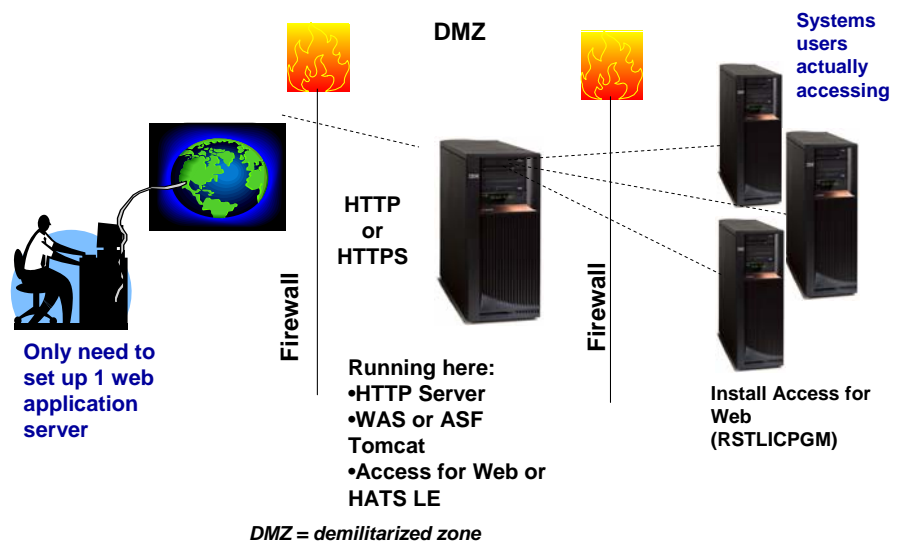 DMZ
Systems
users
actually
accessing
HTTP
or
HTTPS
Firewall
Firewall
Only need to
set up 1 web
application
server
Running here:
•HTTP Server
•WAS or ASF
Tomcat
•Access for Web or
HATS LE
Install Access for
Web
(RSTLICPGM)
DMZ = demilitarized zone